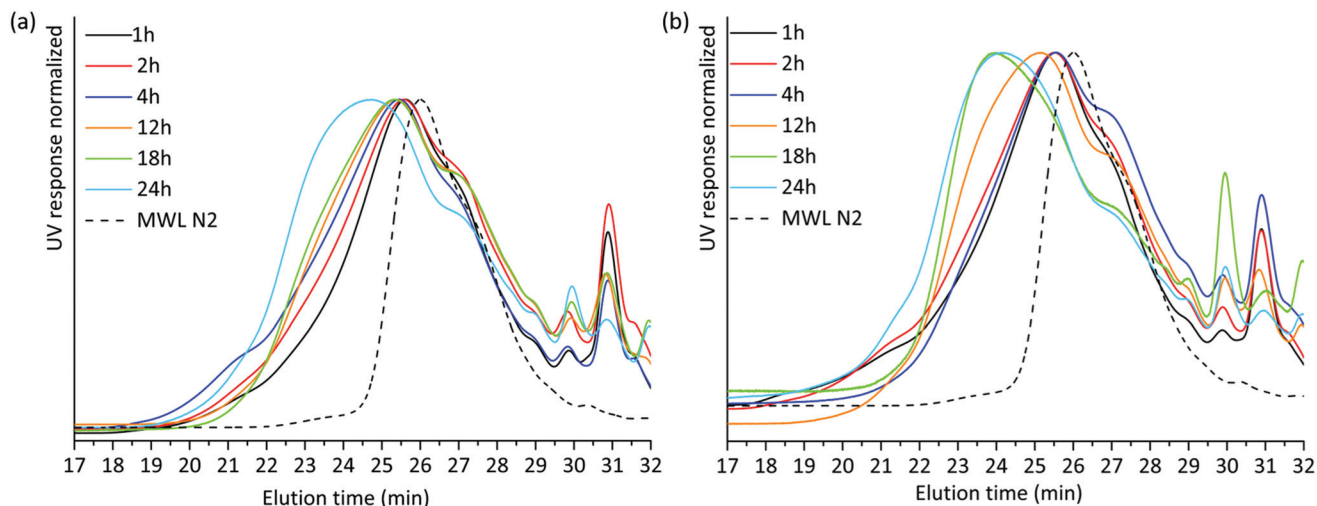 (a)
UV response normalized
1h
2h
4h
12h
18h
24h
MWL N2
17 18 19 20 21 22 23 24 25 26 27 28 29 30 31 32
Elution time (min)
(b)
UV response normalized
1h
2h
4h
12h
18h
24h
MWL N2
17 18 19 20 21 22 23 24 25 26 27 28 29 30 31 32
Elution time (min)